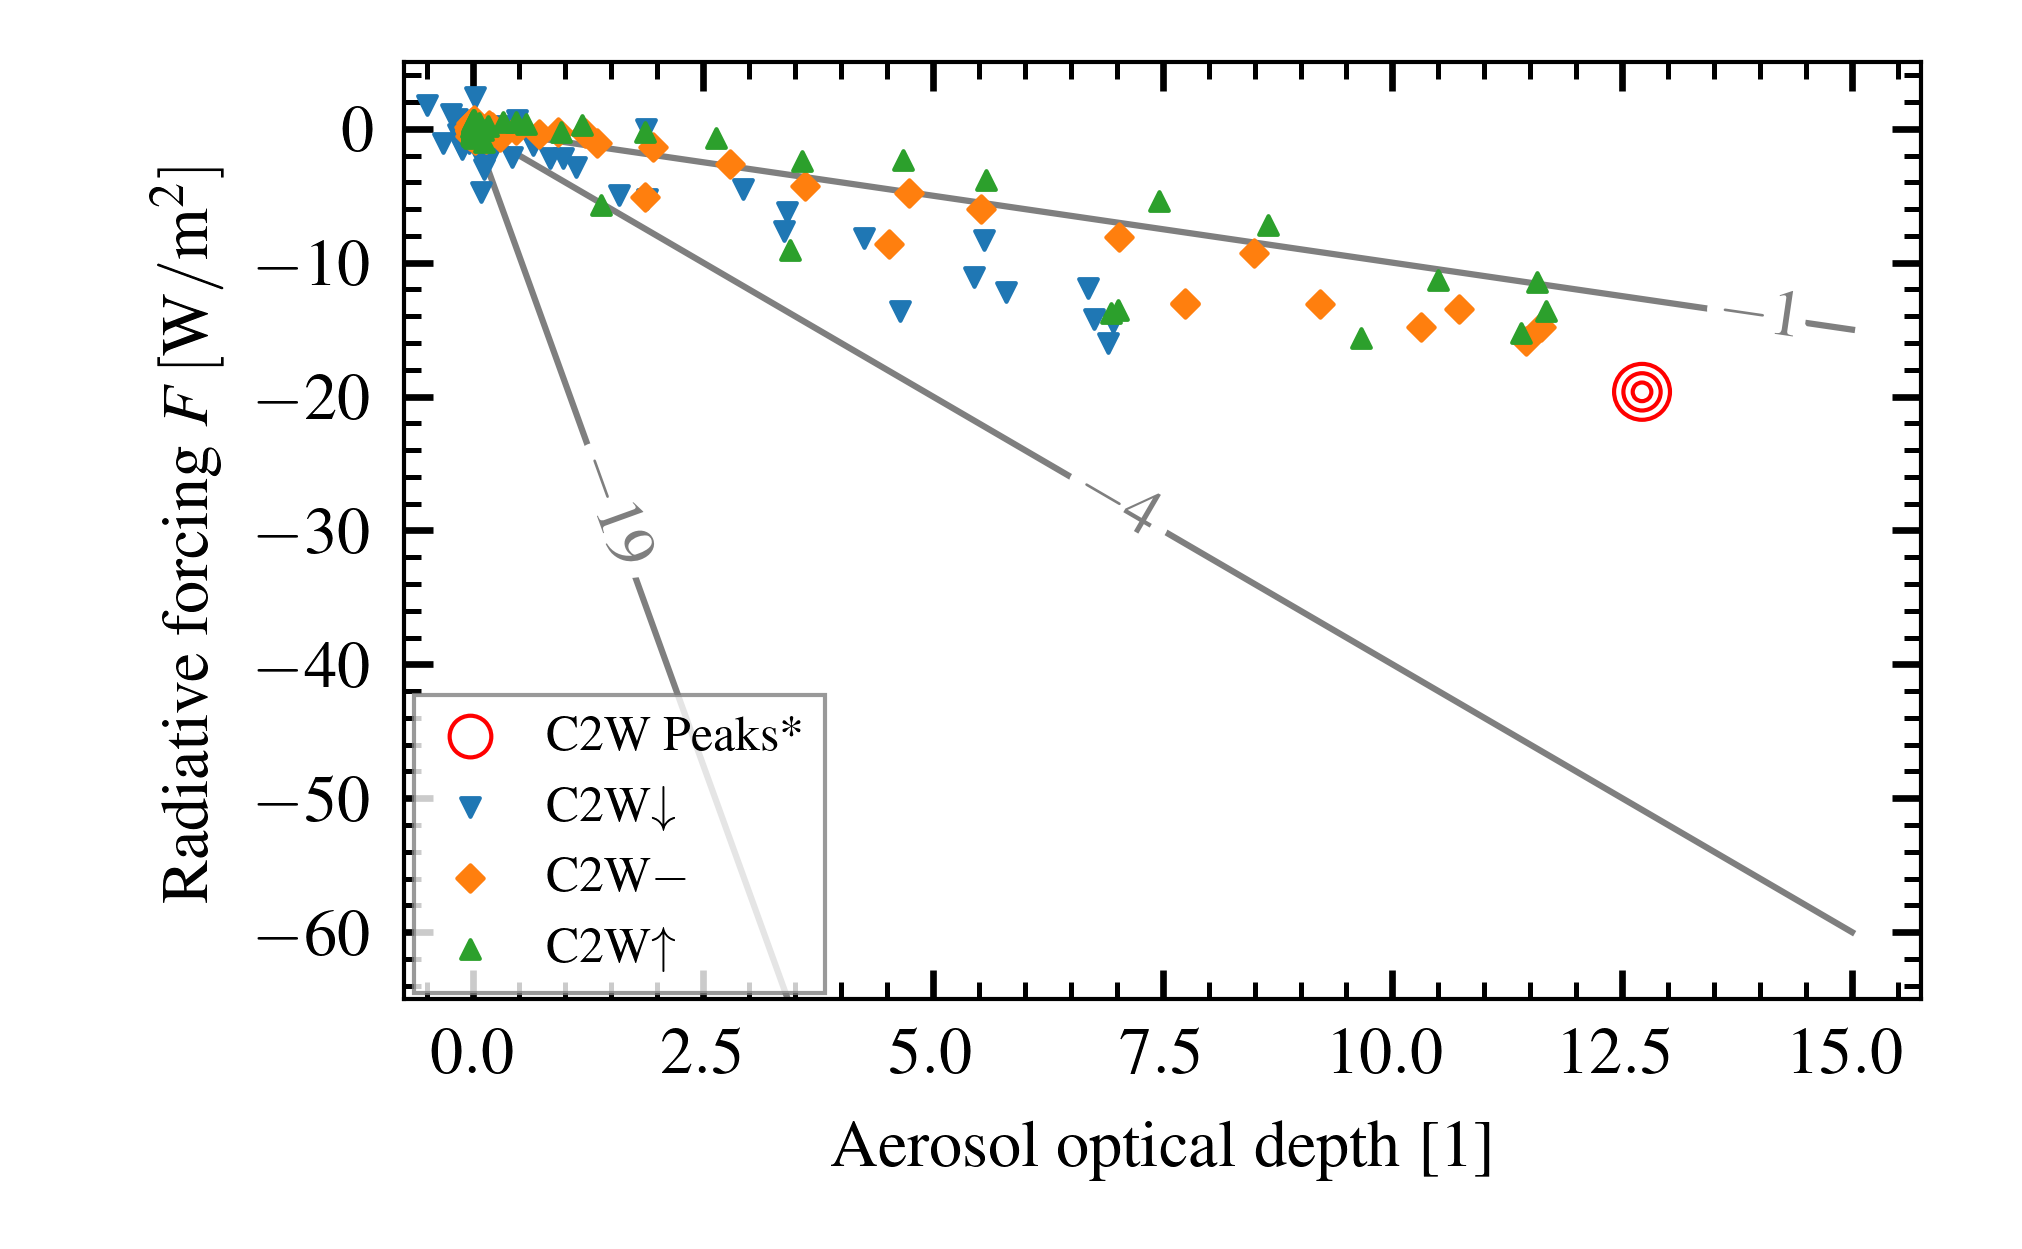 Radiative forcing F [W/m²]
0
−10
−20
−30
−40
−50
−60
−1
−4
−19
C2W Peaks*
C2W↓
C2W−
C2W↑
0.0 2.5 5.0 7.5 10.0 12.5 15.0
Aerosol optical depth [1]